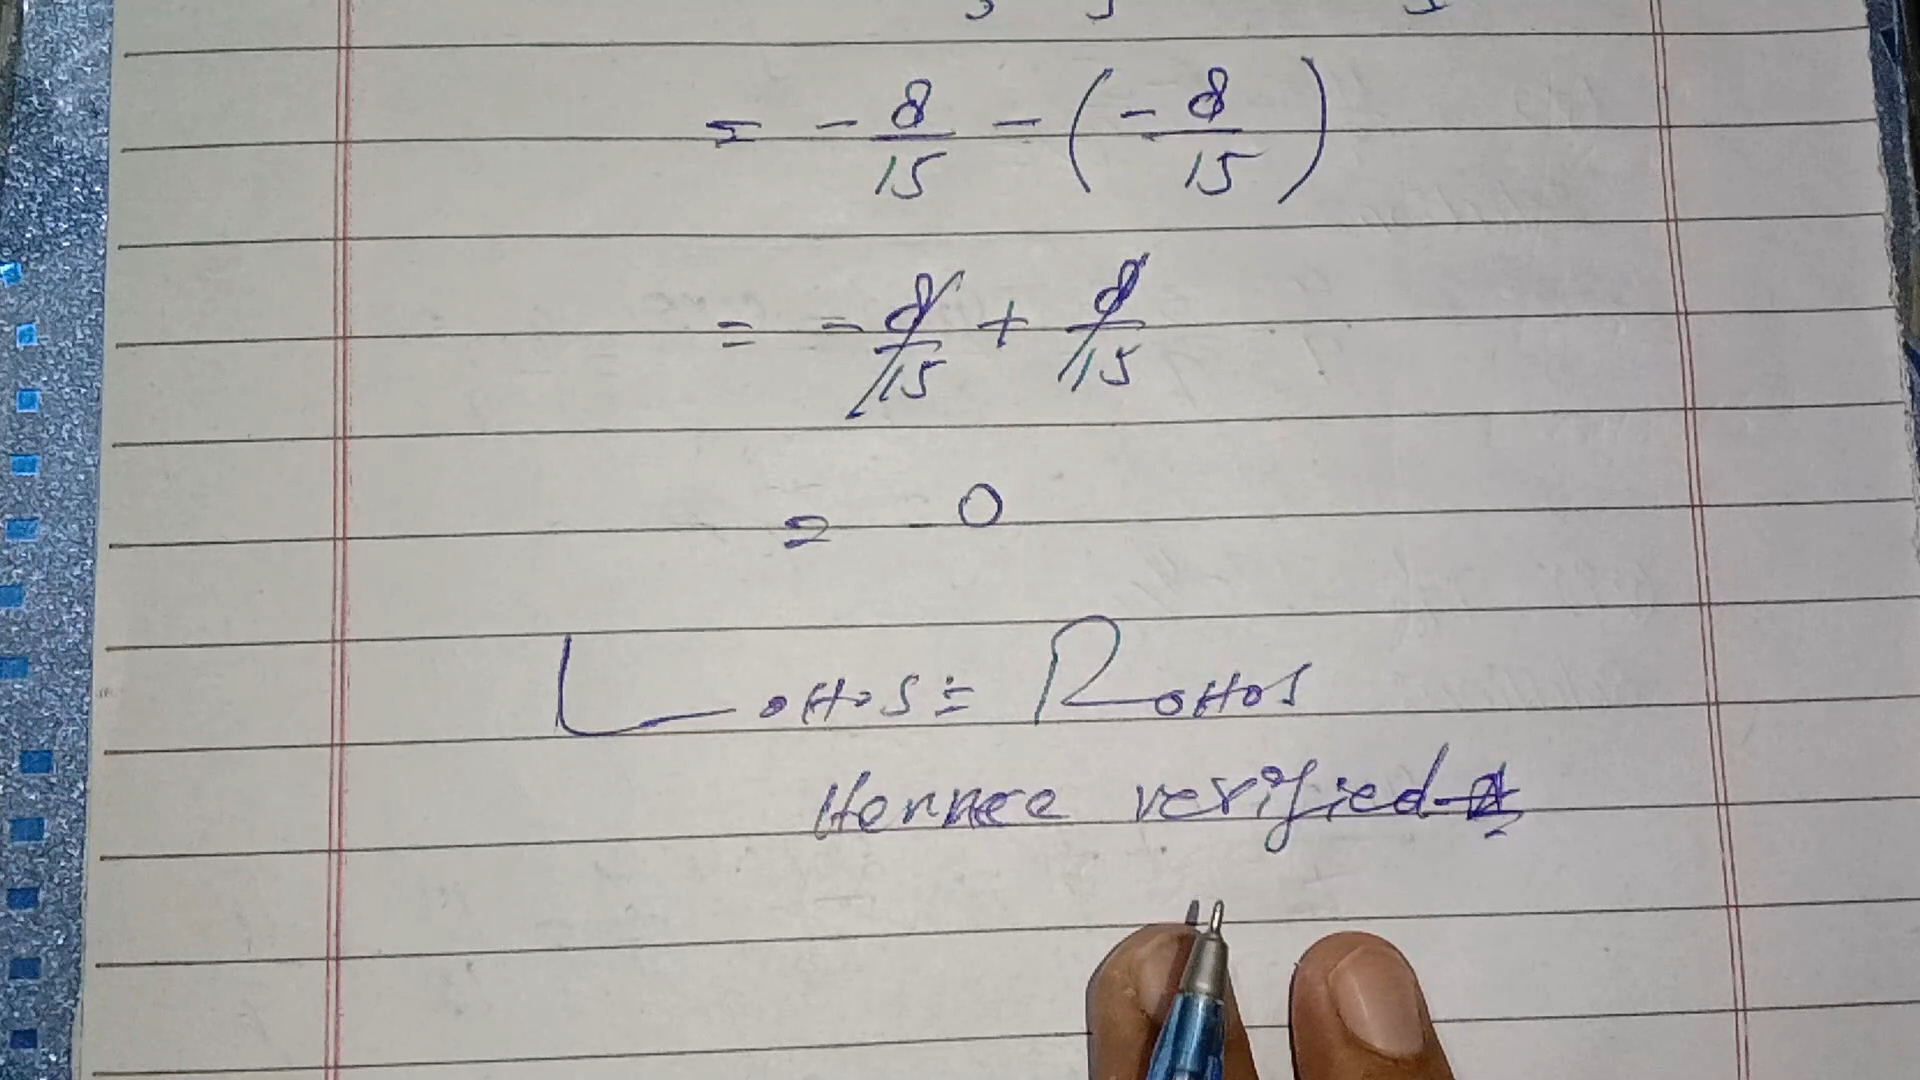 = - 8/15 - (- 8/15)
= - 8/15 + 8/15
= 0
L.H.S = R.H.S
Hence verified